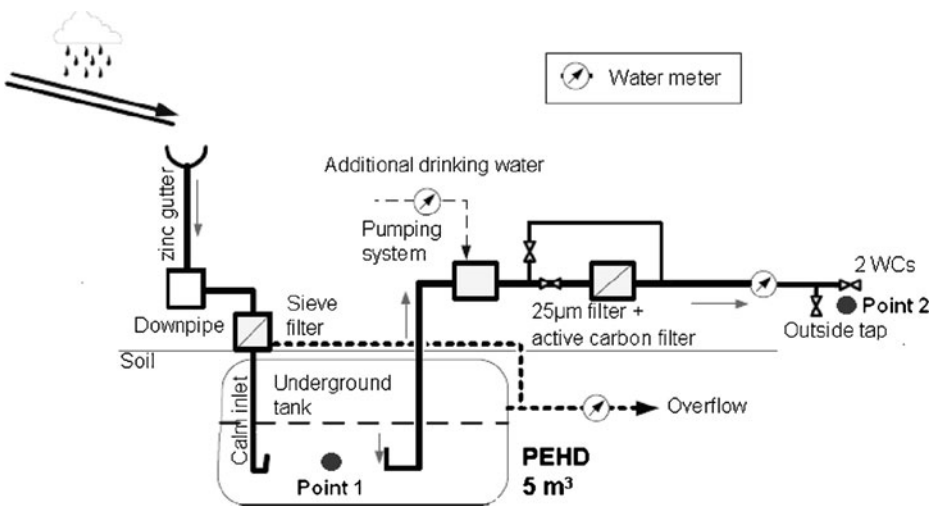 Water meter
Additional drinking water
zinc gutter
Pumping
system
2 WCs
Point 2
Outside tap
25µm filter +
active carbon filter
Sieve
filter
Downpipe
Soil
Calm inlet
Underground
tank
Overflow
Point 1
PEHD
5 m³